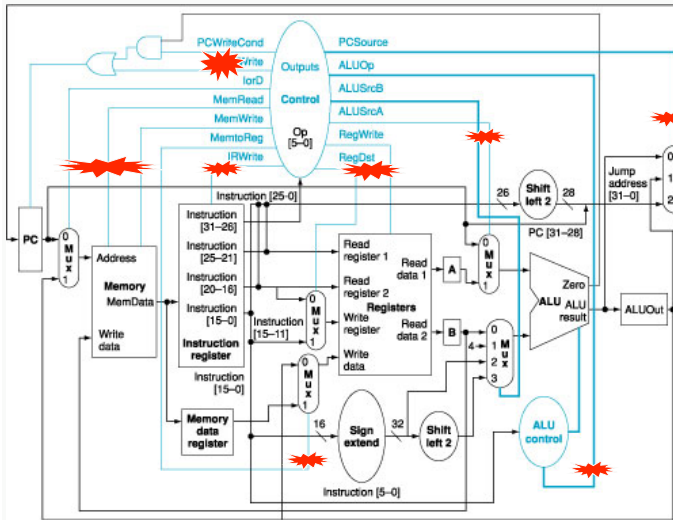 PCWriteCond
Write
IorD
MemRead
MemWrite
MemtoReg
IRWrite
Outputs
Control
Op
[5–0]
PCSource
ALUOp
ALUSrcB
ALUSrcA
RegWrite
RegDst
Instruction [25–0]
26
Shift
left 2
28
Jump
address
[31–0]
PC [31–28]
0
1
2
PC
0
M
u
x
1
Address
Memory
MemData
Write
data
Instruction
[31–26]
Instruction
[25–21]
Instruction
[20–16]
Instruction
[15–0]
Instruction
register
Instruction
[15–0]
Instruction
[15–11]
0
M
u
x
1
Read
register 1
Read
register 2
Write
register
Write
data
Registers
Read
data 1
Read
data 2
A
B
0
M
u
x
1
4
0
1
2
3
M
u
x
Zero
ALU
ALU
result
ALUOut
Memory
data
register
0
M
u
x
1
16
Sign
extend
32
Shift
left 2
ALU
control
Instruction [5–0]